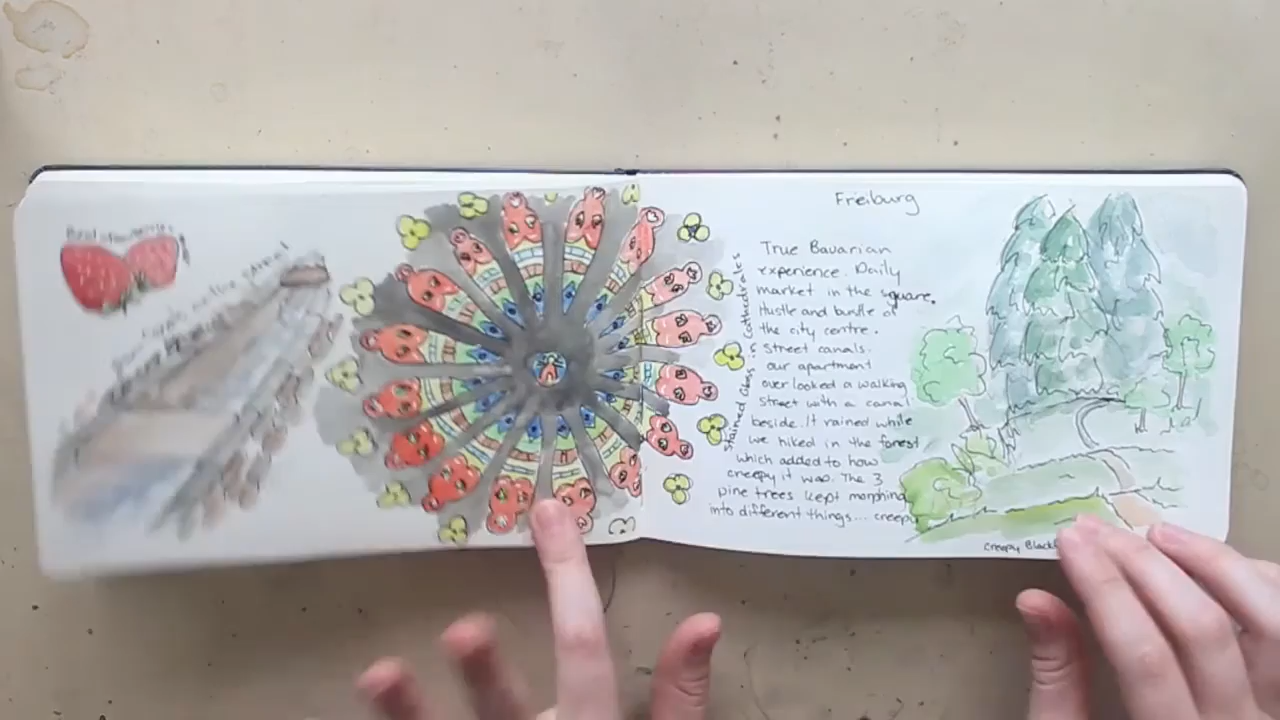 Best strawberries
Freiburg
Stained Glass in Cathedrales
True Bavarian
experience. Daily
market in the square.
Hustle and bustle of
the city centre.
Street canals.
our apartment
over looked a walking
street with a canal
beside. It rained while
we hiked in the forest
which added to how
creepy it was. The 3
pine trees kept morphing
into different things... creepy
creepy Black